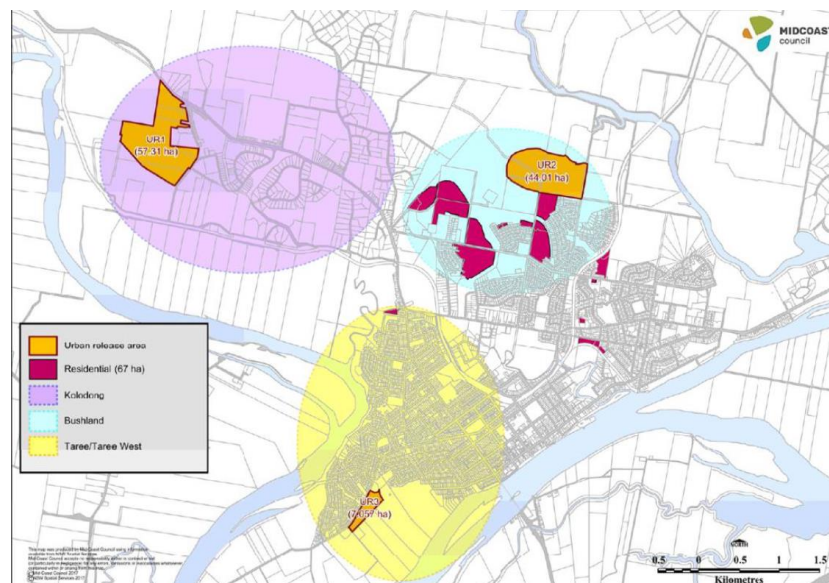 MIDCOAST
council
UR1
(57.31 ha)
UR2
(44.01 ha)
Urban release area
Residential (67 ha)
Kolodong
Bushland
Taree/Taree West
UR3
0.5
0
0.5
1
1.5
Kilometres